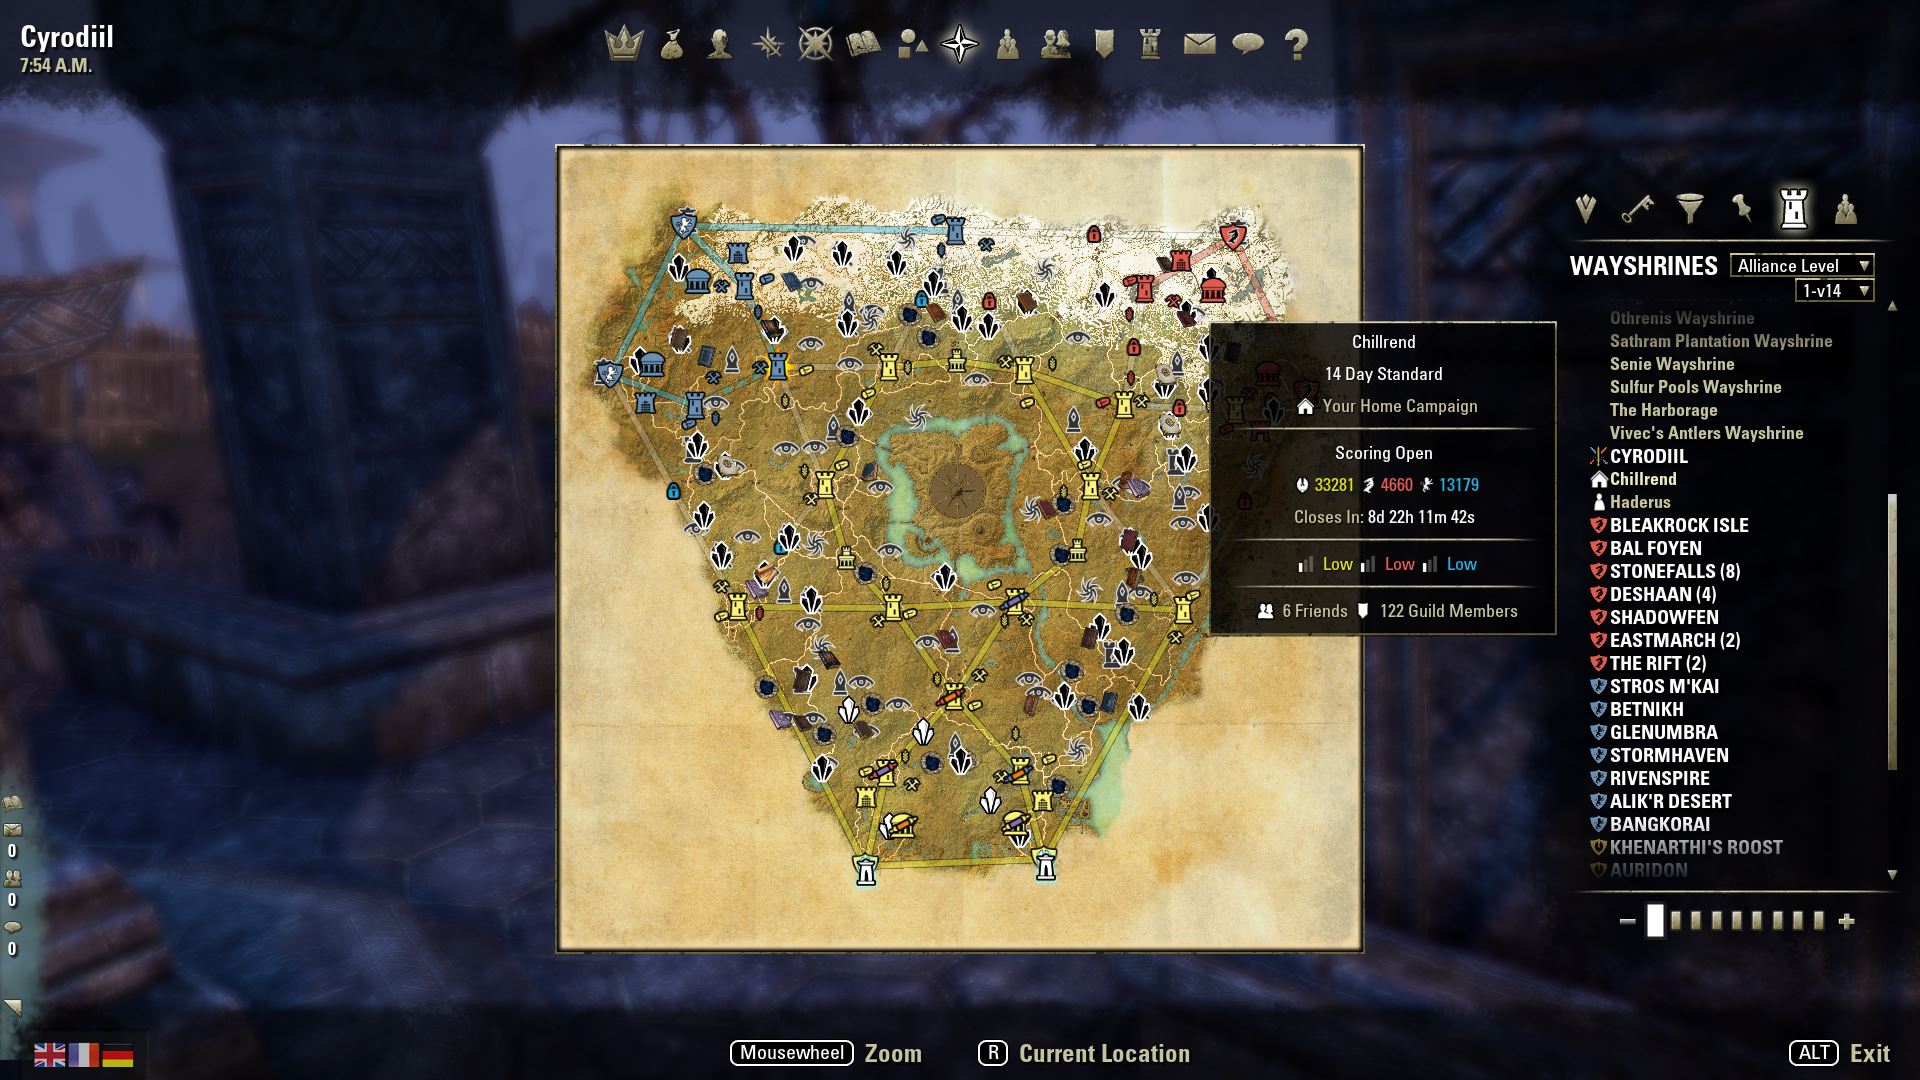 Cyrodiil
7:54 A.M.
WAYSHRINES
Alliance Level
1-v14
Othrenis Wayshrine
Sathram Plantation Wayshrine
Senie Wayshrine
Sulfur Pools Wayshrine
The Harborage
Vivec's Antlers Wayshrine
CYRODIIL
Chillrend
Haderus
BLEAKROCK ISLE
BAL FOYEN
STONEFALLS (8)
DESHAAN (4)
SHADOWFEN
EASTMARCH (2)
THE RIFT (2)
STROS M'KAI
BETNIKH
GLENUMBRA
STORMHAVEN
RIVENSPIRE
ALIK'R DESERT
BANGKORAI
KHENARTHI'S ROOST
AURIDON
Chillrend
14 Day Standard
Your Home Campaign
Scoring Open
33281 4660 13179
Closes In: 8d 22h 11m 42s
Low Low Low
6 Friends 122 Guild Members
0
0
0
Mousewheel Zoom R Current Location
ALT Exit